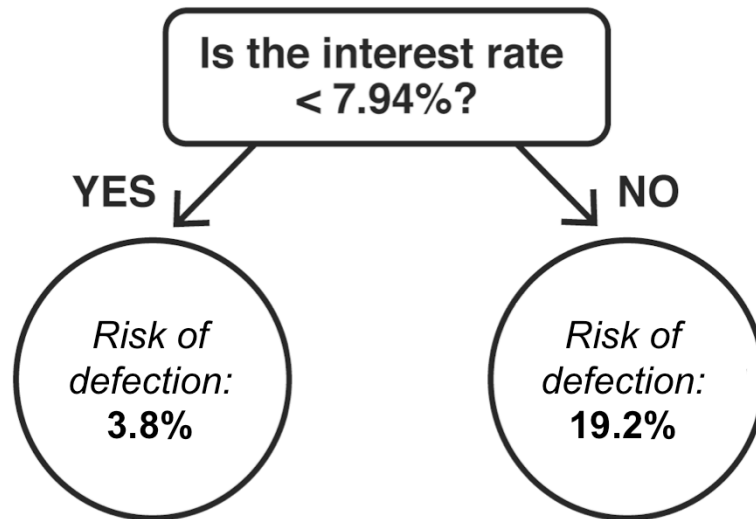 Is the interest rate
< 7.94%?
YES
NO
Risk of
defection:
3.8%
Risk of
defection:
19.2%